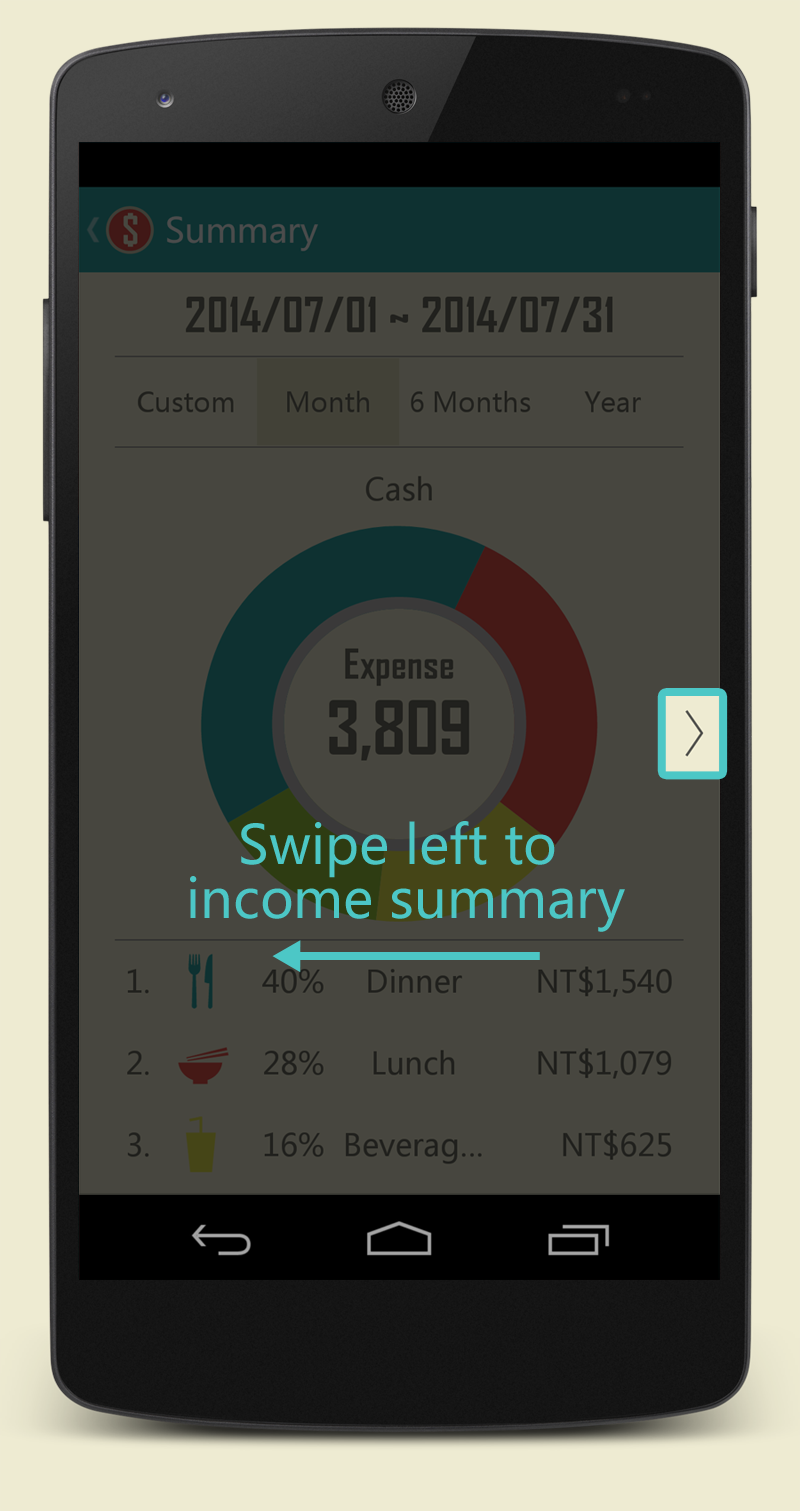 Summary
2014/07/01 ~ 2014/07/31
Custom Month 6 Months Year
Cash
Expense
3,809
Swipe left to
income summary
1. 40% Dinner NT$1,540
2. 28% Lunch NT$1,079
3. 16% Beverag... NT$625